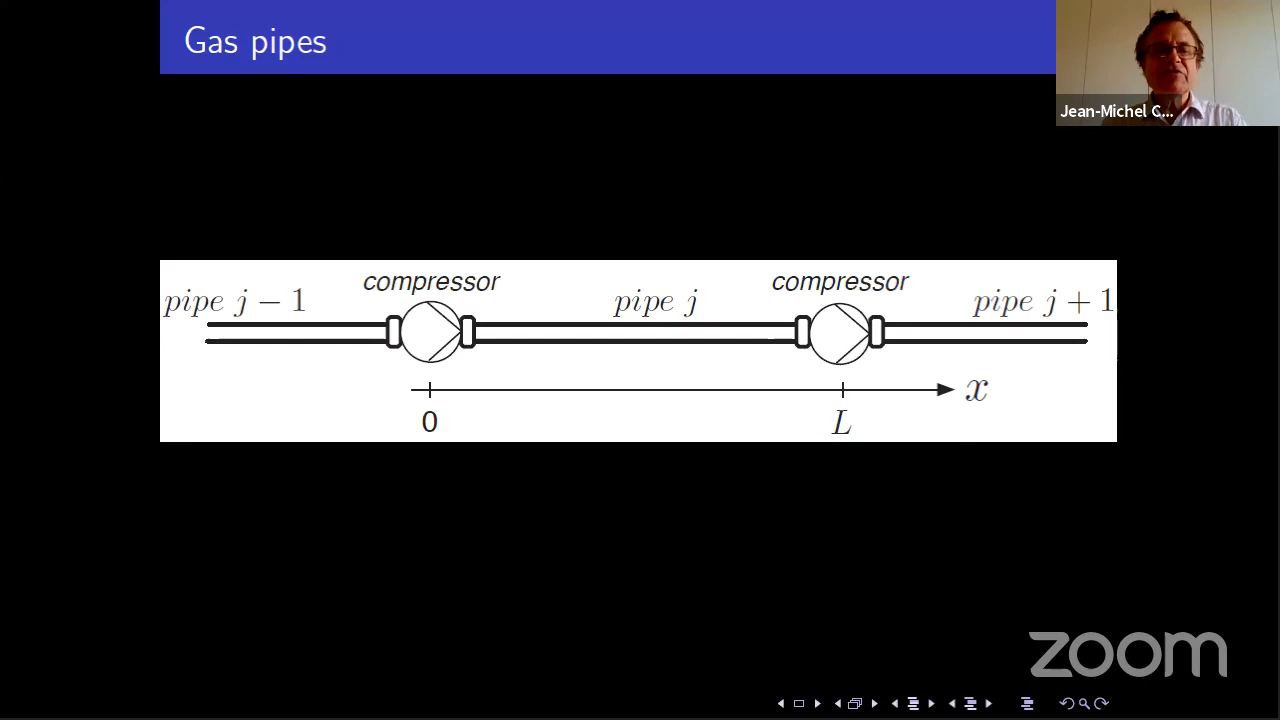 Gas pipes
Jean-Michel C...
compressor compressor
pipe j − 1 pipe j pipe j + 1
x
0 L
zoom